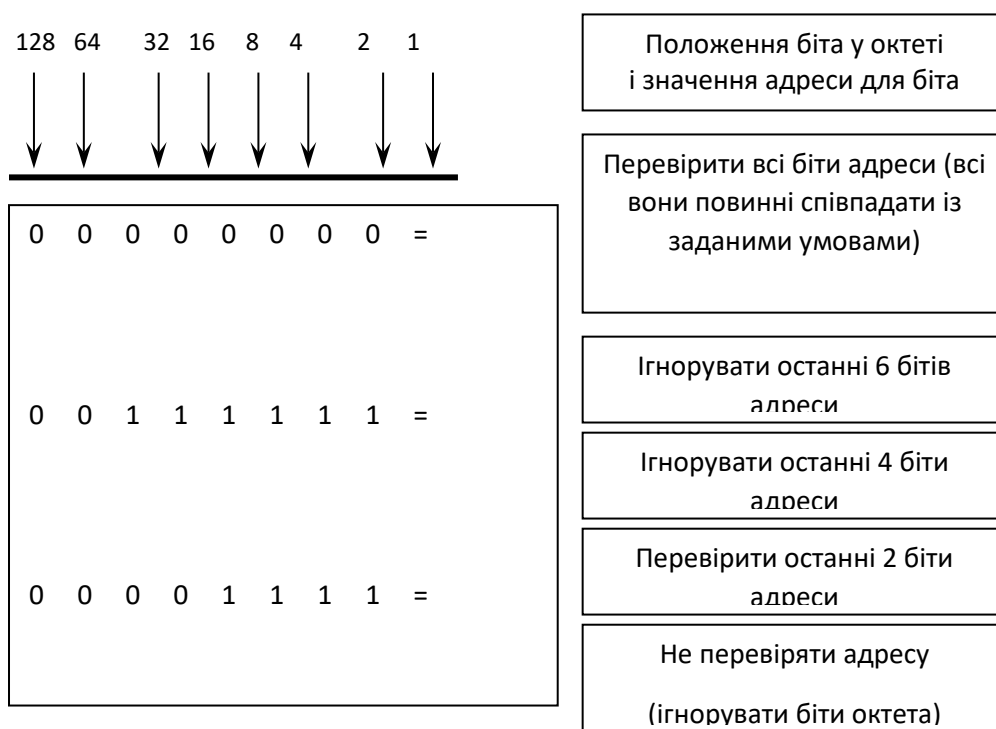 128 64 32 16 8 4 2 1
0 0 0 0 0 0 0 0 =
0 0 1 1 1 1 1 1 =
0 0 0 0 1 1 1 1 =
Положення біта у октеті
і значення адреси для біта
Перевірити всі біти адреси (всі
вони повинні співпадати із
заданими умовами)
Ігнорувати останні 6 бітів
адреси
Ігнорувати останні 4 біти
адреси
Перевірити останні 2 біти
адреси
Не перевіряти адресу
(ігнорувати біти октета)